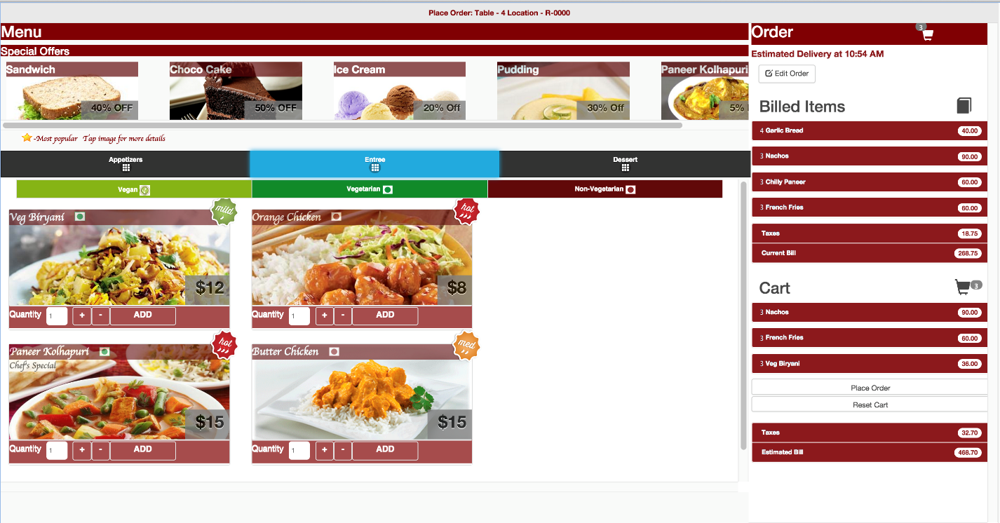 Place Order: Table - 4 Location - R-0000
Menu
Special Offers
Sandwich
40% OFF
Choco Cake
50% OFF
Ice Cream
20% Off
Pudding
30% Off
Paneer Kolhapuri
5%
-Most popular Tap image for more details
Appetizers
Entree
Dessert
Vegan
Vegetarian
Non-Vegetarian
Veg Biryani
mild
$12
Quantity 1 + - ADD
Orange Chicken
hot
$8
Quantity 1 + - ADD
Paneer Kolhapuri
hot
Chef's Special
$15
Quantity 1 + - ADD
Butter Chicken
med
$15
Quantity 1 + - ADD
Order 3
Estimated Delivery at 10:54 AM
Edit Order
Billed Items
4 Garlic Bread 40.00
3 Nachos 90.00
3 Chilly Paneer 60.00
3 French Fries 60.00
Taxes 18.75
Current Bill 268.75
Cart 3
3 Nachos 90.00
3 French Fries 60.00
3 Veg Biryani 36.00
Place Order
Reset Cart
Taxes 32.70
Estimated Bill 468.70